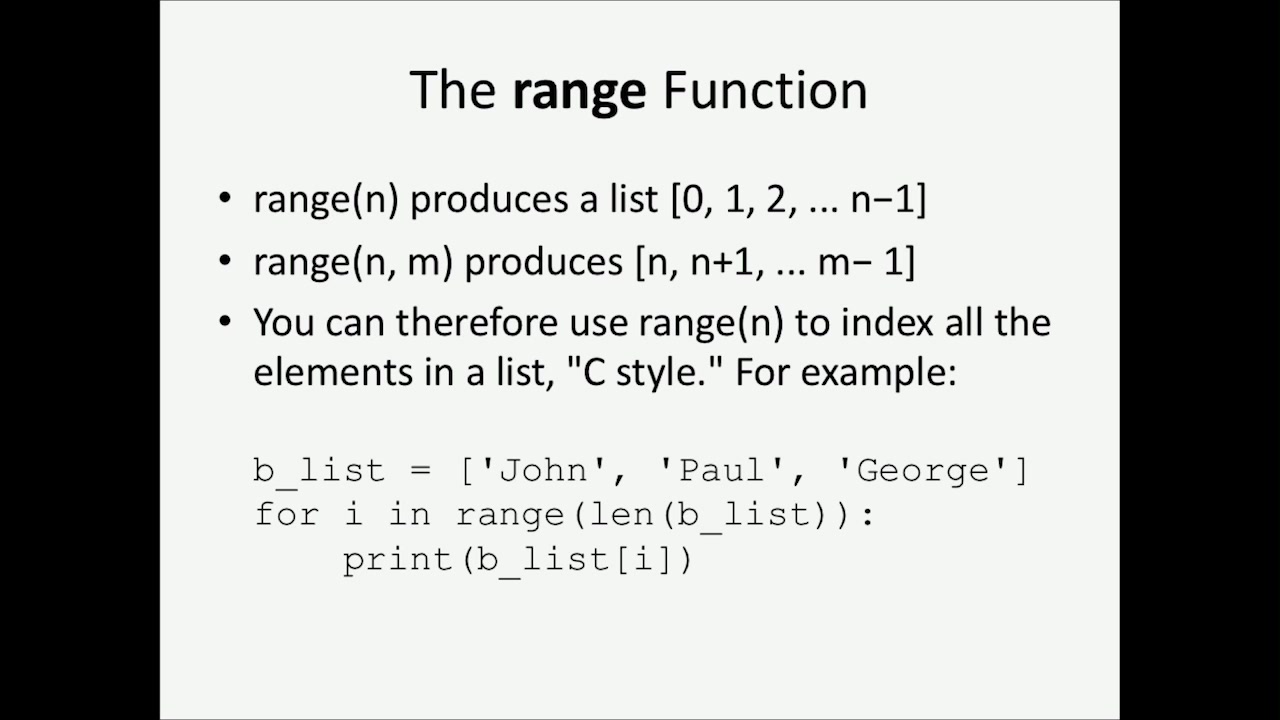 The range Function
• range(n) produces a list [0, 1, 2, ... n−1]
• range(n, m) produces [n, n+1, ... m− 1]
• You can therefore use range(n) to index all the
elements in a list, "C style." For example:
b_list = ['John', 'Paul', 'George']
for i in range(len(b_list)):
    print(b_list[i])